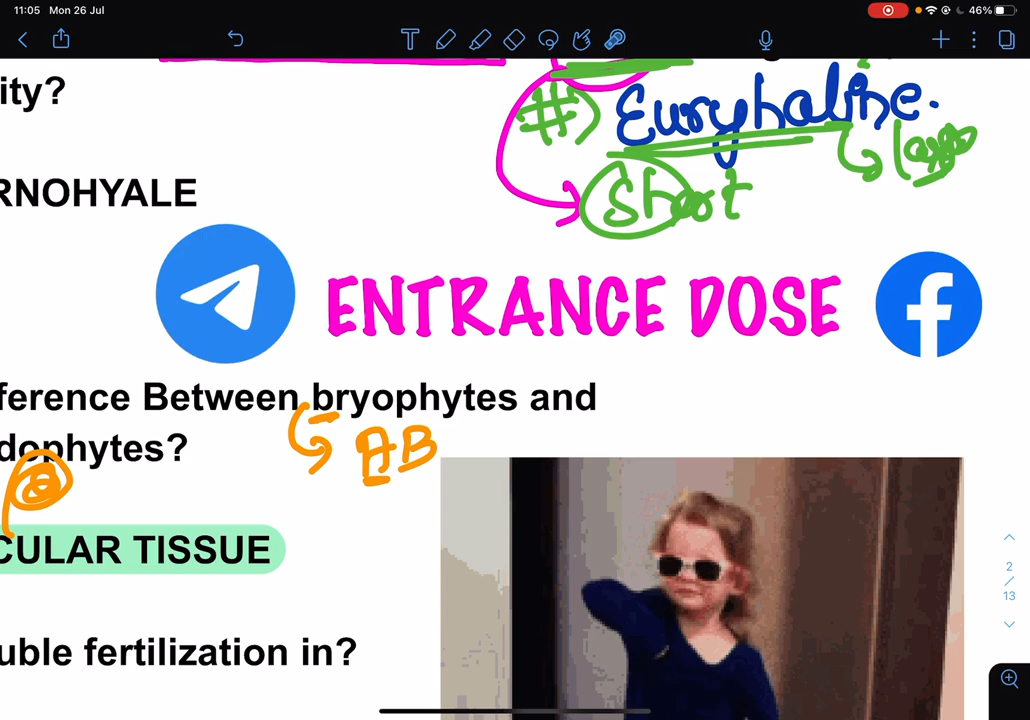 11:05 Mon 26 Jul 46%
T
ity?
#) Euryhaline.
large
Short
RNOHYALE
ENTRANCE DOSE
ference Between bryophytes and
dophytes?
AB
CULAR TISSUE
uble fertilization in?
2
/
13